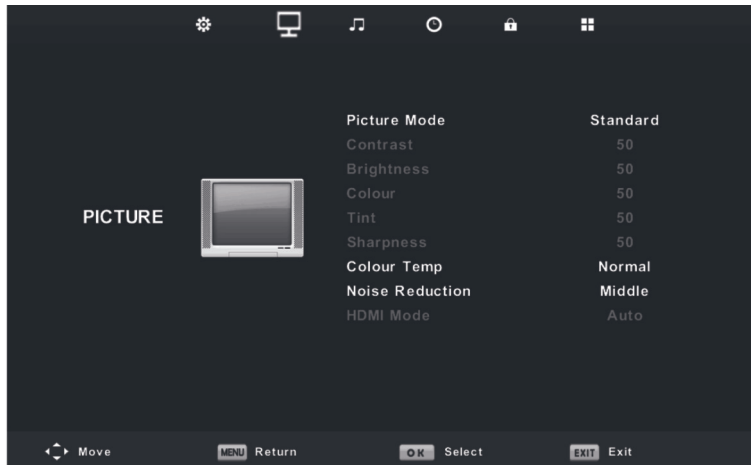 Picture Mode Standard
Contrast 50
Brightness 50
Colour 50
PICTURE
Tint 50
Sharpness 50
Colour Temp Normal
Noise Reduction Middle
HDMI Mode Auto
Move MENU Return OK Select EXIT Exit